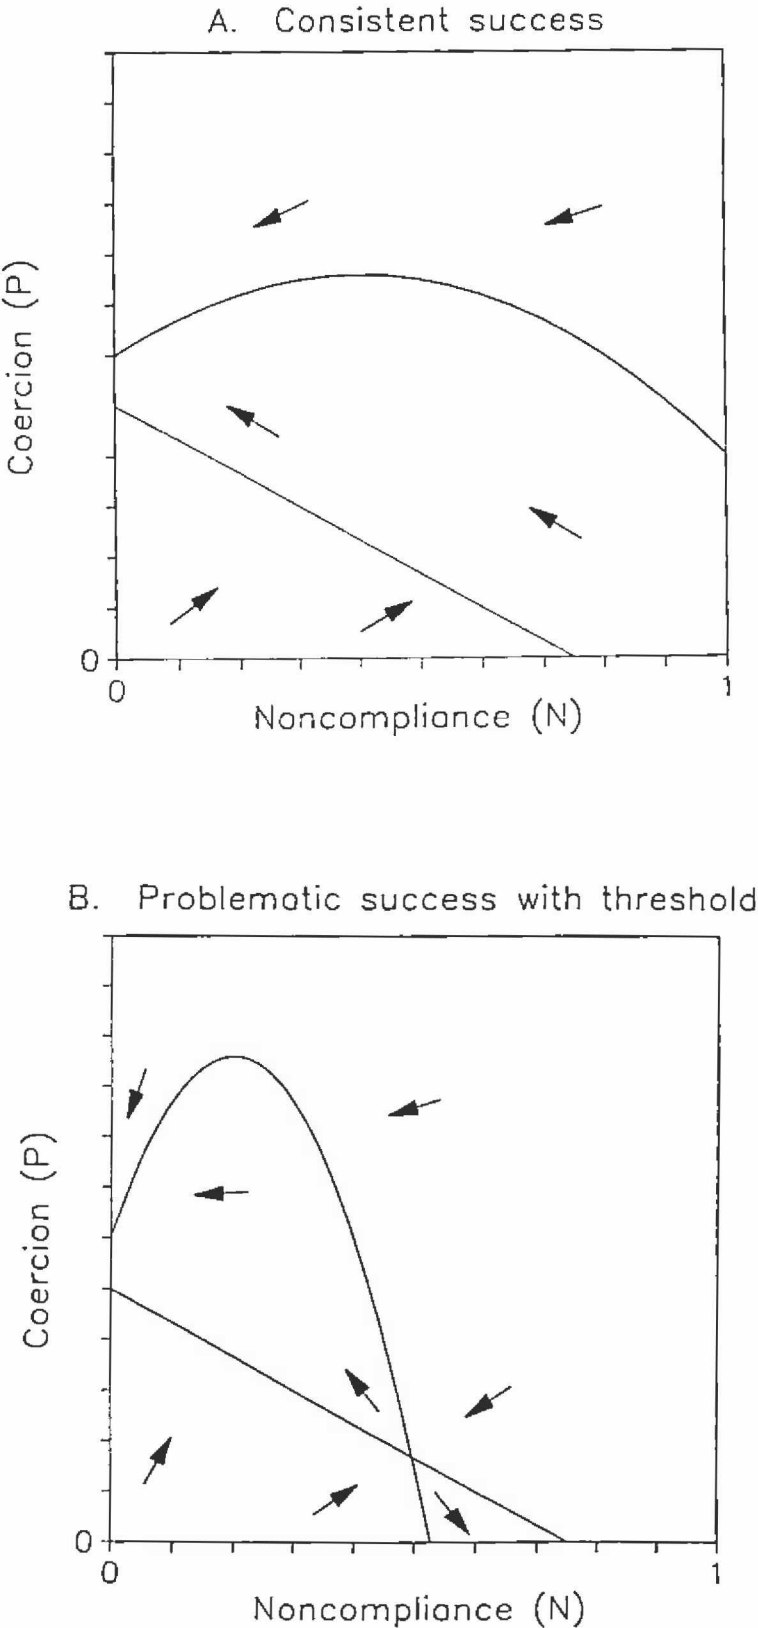 A. Consistent success
Coercion (P)
0
0
1
Noncompliance (N)
B. Problematic success with threshold
Coercion (P)
0
0
1
Noncompliance (N)